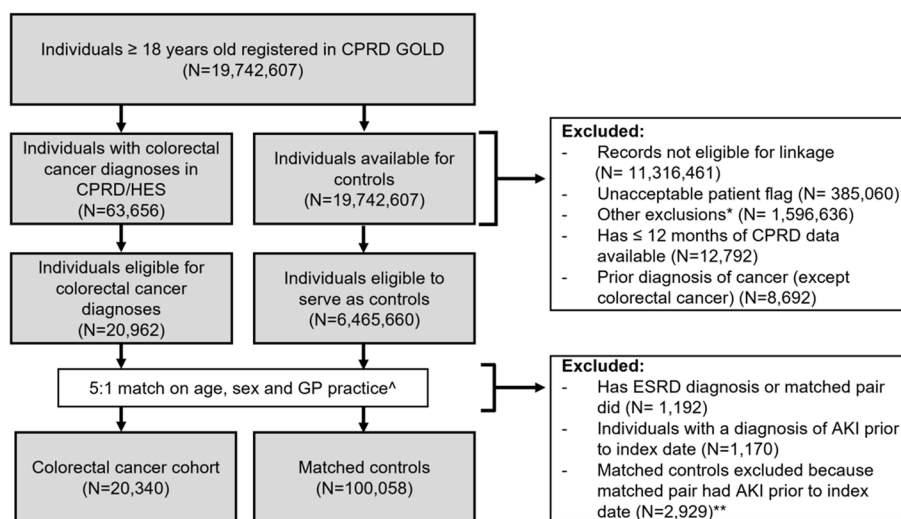 Individuals ≥ 18 years old registered in CPRD GOLD
(N=19,742,607)
Individuals with colorectal
cancer diagnoses in
CPRD/HES
(N=63,656)
Individuals available for
controls
(N=19,742,607)
Excluded:
- Records not eligible for linkage
(N= 11,316,461)
- Unacceptable patient flag (N= 385,060)
- Other exclusions* (N= 1,596,636)
- Has ≤ 12 months of CPRD data
available (N=12,792)
- Prior diagnosis of cancer (except
colorectal cancer) (N=8,692)
Individuals eligible for
colorectal cancer
diagnoses
(N=20,962)
Individuals eligible to
serve as controls
(N=6,465,660)
5:1 match on age, sex and GP practice^
Excluded:
- Has ESRD diagnosis or matched pair
did (N= 1,192)
- Individuals with a diagnosis of AKI prior
to index date (N=1,170)
- Matched controls excluded because
matched pair had AKI prior to index
date (N=2,929)**
Colorectal cancer cohort
(N=20,340)
Matched controls
(N=100,058)